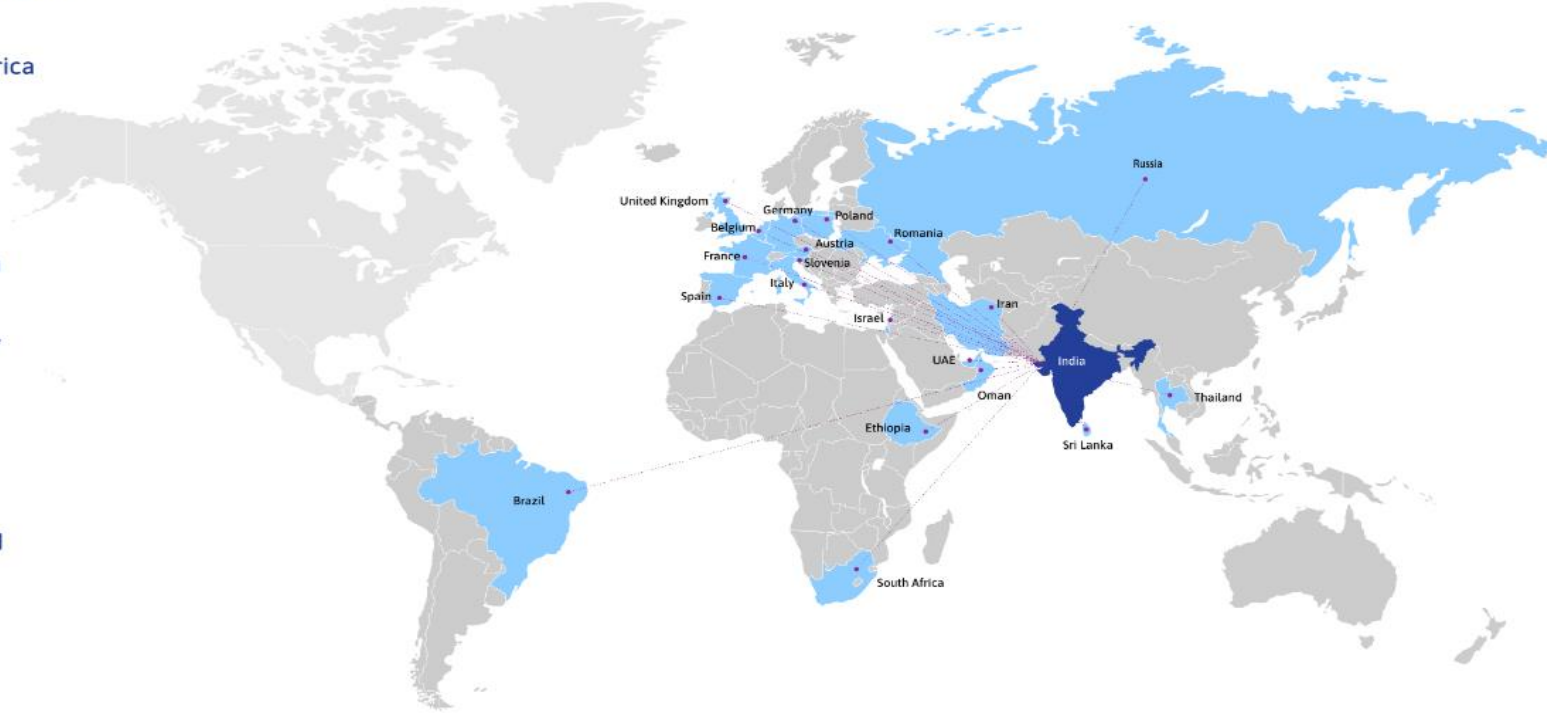 rica
Russia
United Kingdom
Germany
Poland
Belgium
Romania
Austria
France
Slovenia
Italy
Spain
Iran
Israel
India
UAE
Oman
Thailand
Ethiopia
Sri Lanka
Brazil
South Africa